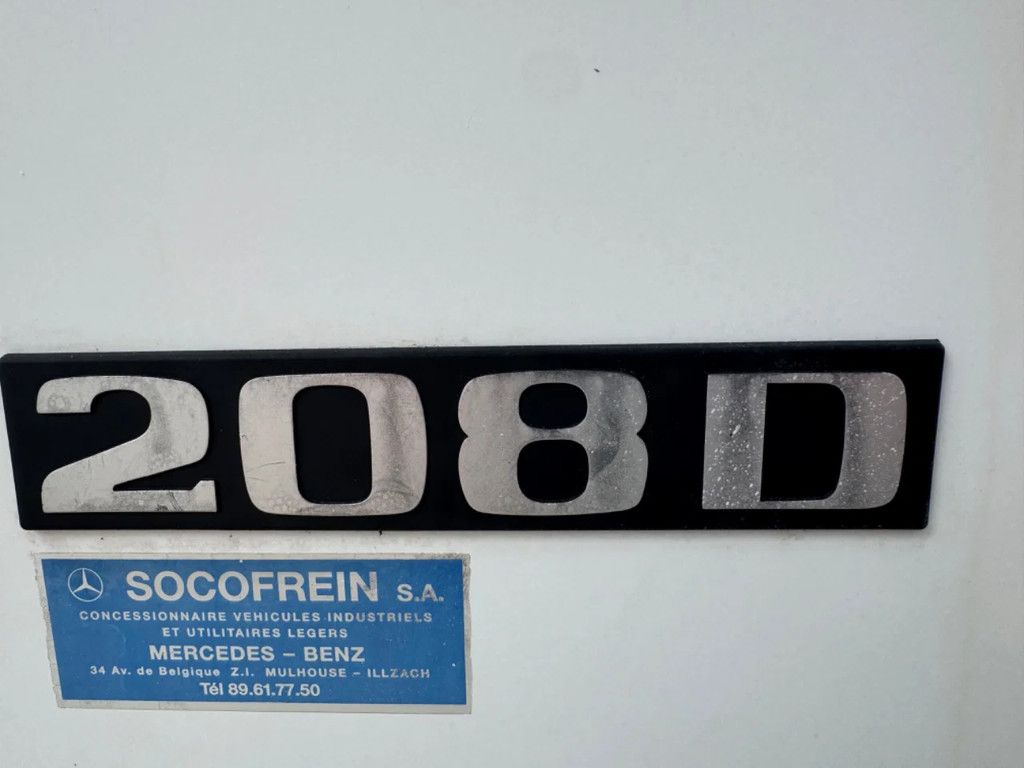 208 D
SOCOFREIN S.A.
CONCESSIONNAIRE VEHICULES INDUSTRIELS
ET UTILITAIRES LEGERS
MERCEDES - BENZ
34 Av. de Belgique Z.I. MULHOUSE - ILLZACH
Tél 89.61.77.50